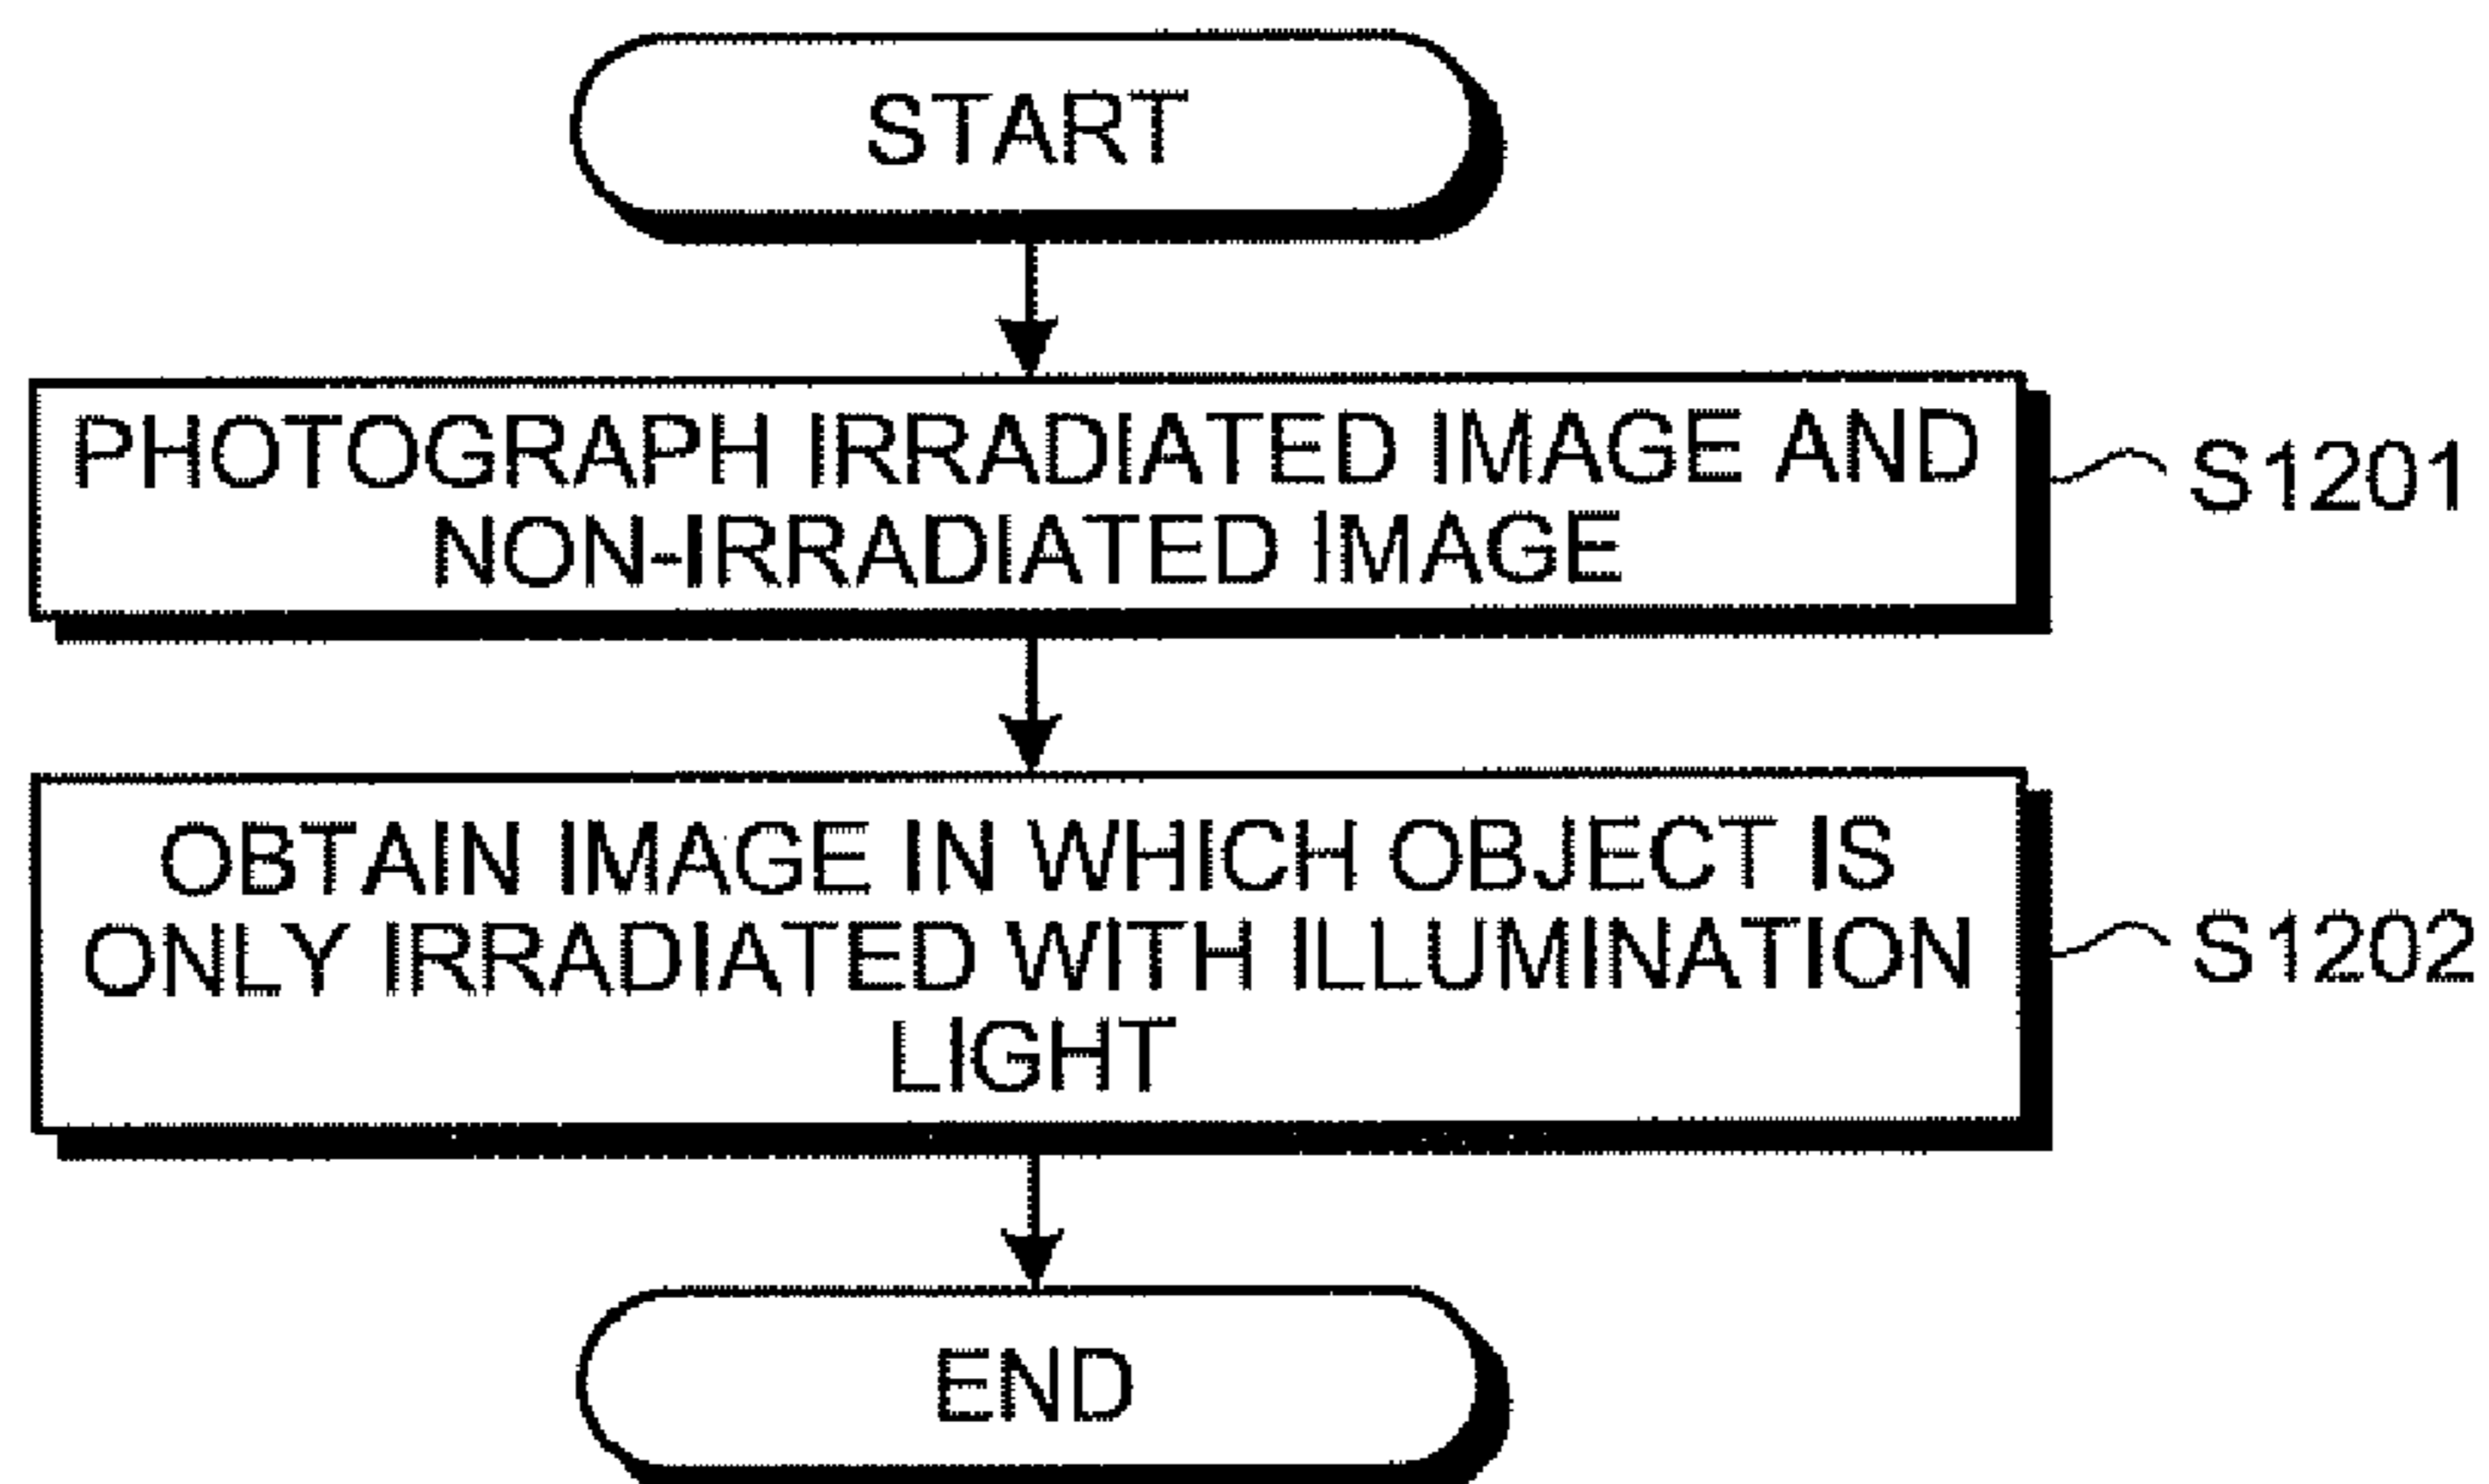 START
PHOTOGRAPH IRRADIATED IMAGE AND
NON-IRRADIATED IMAGE
S1201
OBTAIN IMAGE IN WHICH OBJECT IS
ONLY IRRADIATED WITH ILLUMINATION
LIGHT
S1202
END